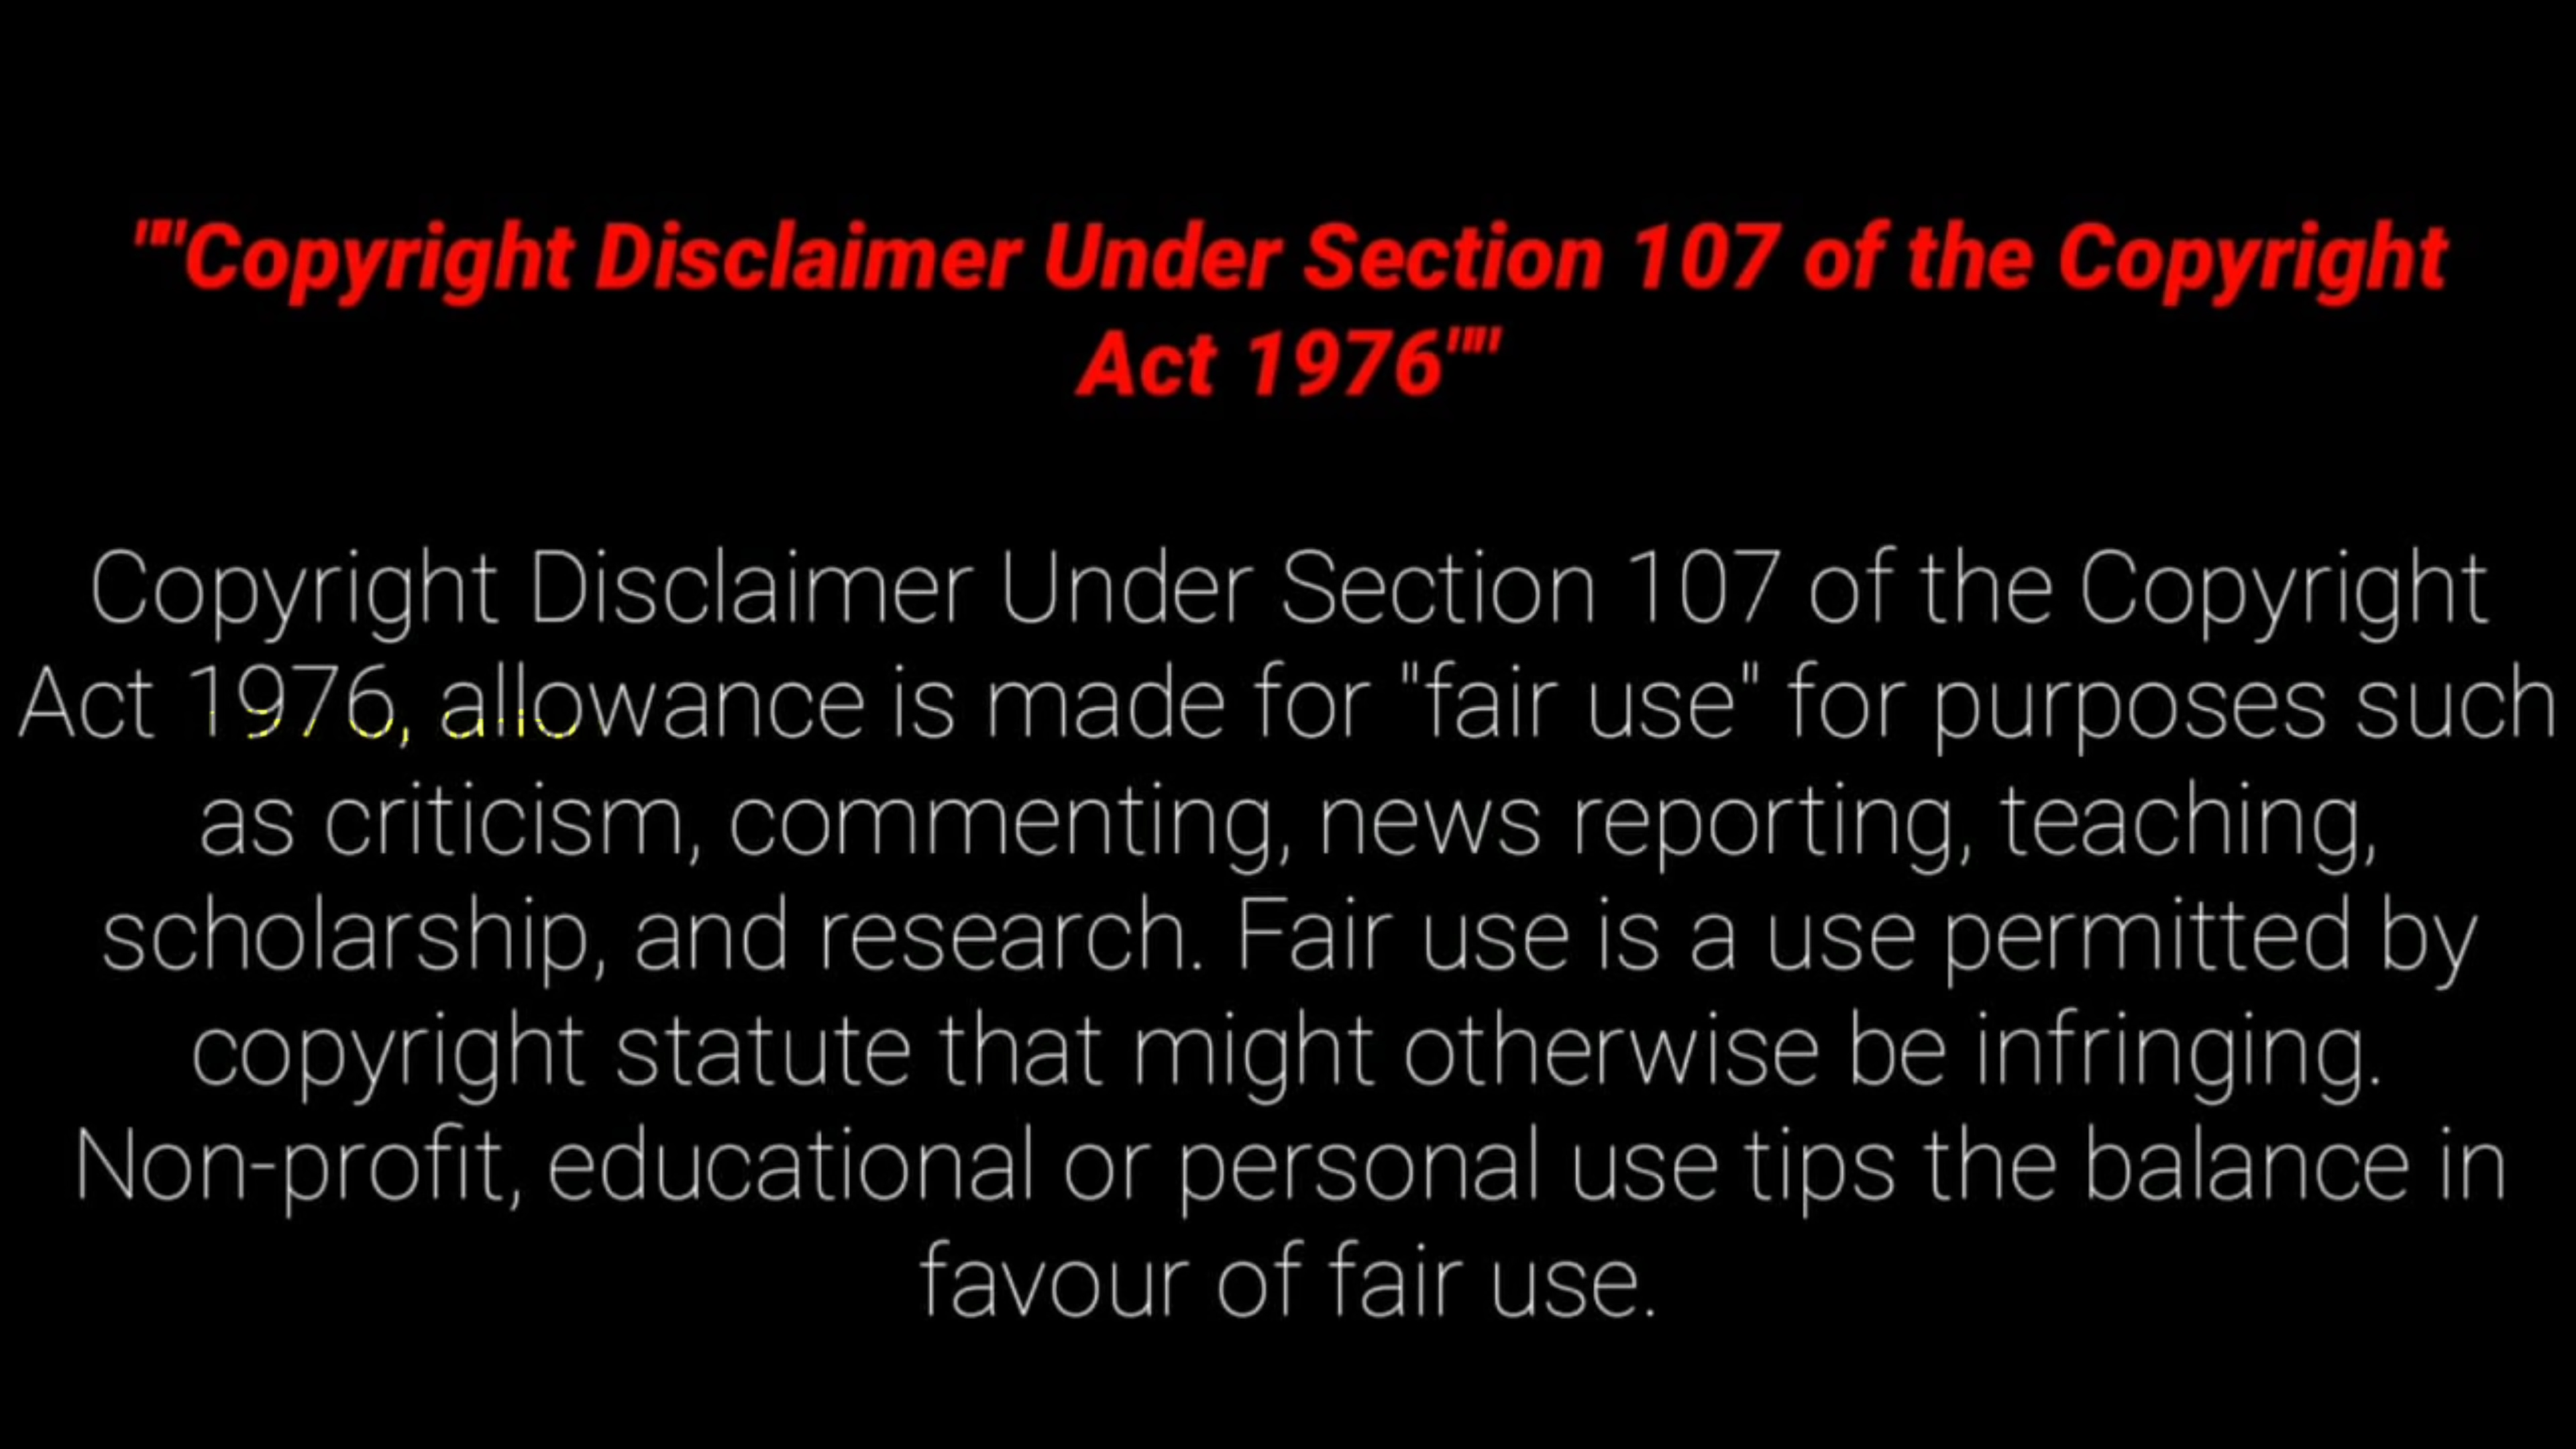 ""Copyright Disclaimer Under Section 107 of the Copyright
Act 1976""
Copyright Disclaimer Under Section 107 of the Copyright
Act 1976, allowance is made for "fair use" for purposes such
as criticism, commenting, news reporting, teaching,
scholarship, and research. Fair use is a use permitted by
copyright statute that might otherwise be infringing.
Non-profit, educational or personal use tips the balance in
favour of fair use.